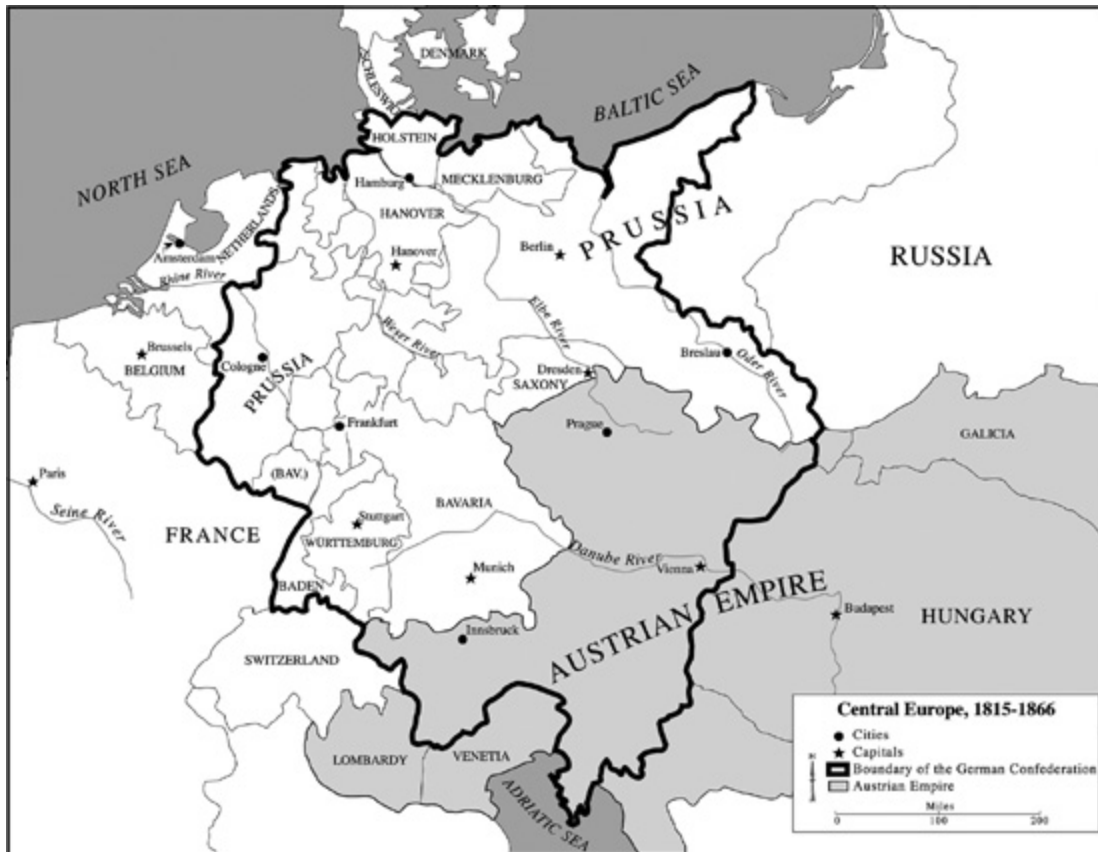 DENMARK
SCHLESWIG
BALTIC SEA
HOLSTEIN
NORTH SEA
Hamburg
MECKLENBURG
NETHERLANDS
HANOVER
PRUSSIA
Amsterdam
Hanover
Berlin
RUSSIA
Rhine River
Elbe River
Weser River
Brussels
BELGIUM
Cologne
PRUSSIA
Breslau
Oder River
Dresden
SAXONY
Frankfurt
Prague
GALICIA
Paris
(BAV.)
BAVARIA
Seine River
Stuttgart
FRANCE
WÜRTTEMBURG
Danube River
Vienna
Munich
BADEN
AUSTRIAN EMPIRE
Budapest
HUNGARY
Innsbruck
SWITZERLAND
LOMBARDY
VENETIA
ADRIATIC SEA
Central Europe, 1815-1866
Cities
Capitals
Boundary of the German Confederation
Austrian Empire
Miles
0 100 200